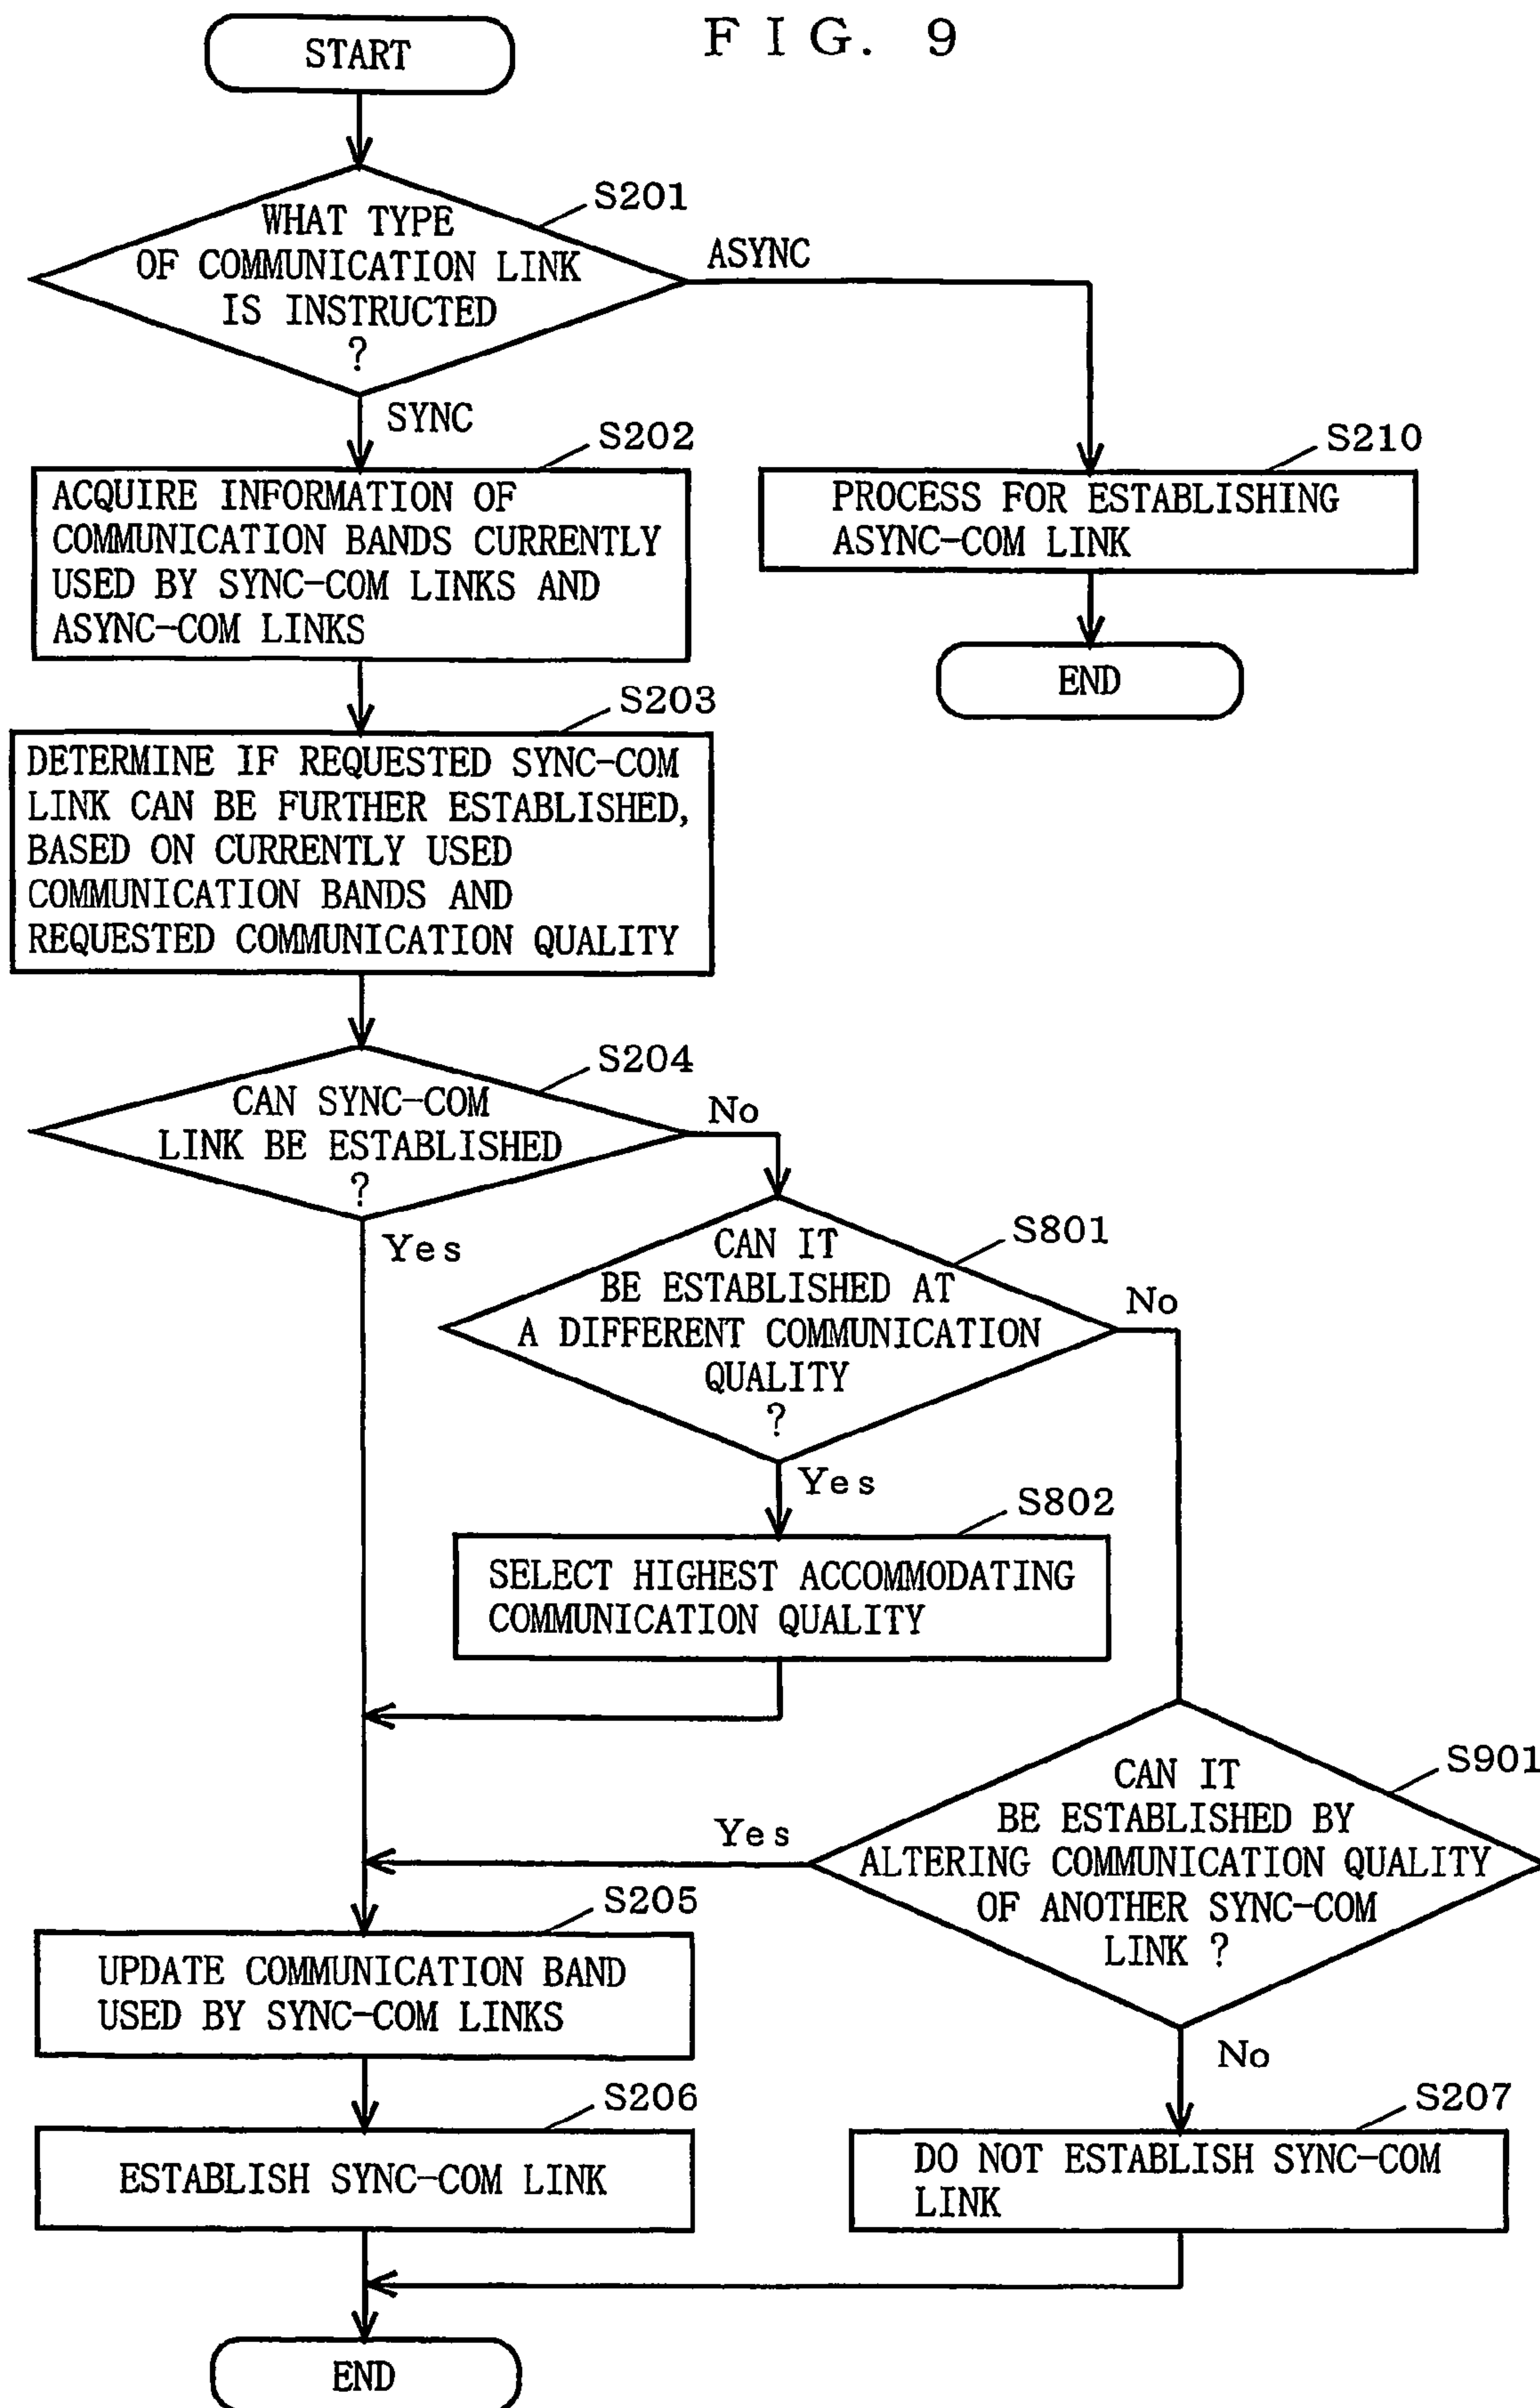 FIG. 9
START
S201
WHAT TYPE
OF COMMUNICATION LINK
IS INSTRUCTED
?
ASYNC
SYNC
S202
ACQUIRE INFORMATION OF
COMMUNICATION BANDS CURRENTLY
USED BY SYNC-COM LINKS AND
ASYNC-COM LINKS
S210
PROCESS FOR ESTABLISHING
ASYNC-COM LINK
END
S203
DETERMINE IF REQUESTED SYNC-COM
LINK CAN BE FURTHER ESTABLISHED,
BASED ON CURRENTLY USED
COMMUNICATION BANDS AND
REQUESTED COMMUNICATION QUALITY
S204
CAN SYNC-COM
LINK BE ESTABLISHED
?
No
Yes
S801
CAN IT
BE ESTABLISHED AT
A DIFFERENT COMMUNICATION
QUALITY
?
No
Yes
S802
SELECT HIGHEST ACCOMMODATING
COMMUNICATION QUALITY
S901
CAN IT
BE ESTABLISHED BY
ALTERING COMMUNICATION QUALITY
OF ANOTHER SYNC-COM
LINK ?
Yes
No
S205
UPDATE COMMUNICATION BAND
USED BY SYNC-COM LINKS
S206
ESTABLISH SYNC-COM LINK
S207
DO NOT ESTABLISH SYNC-COM
LINK
END